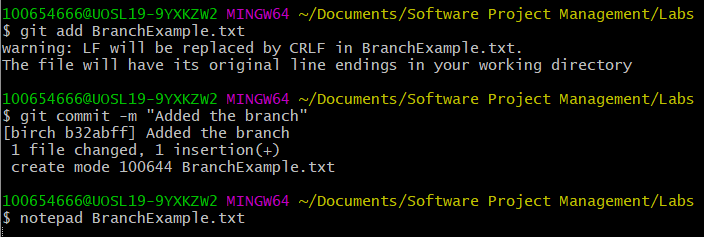 100654666@UOSL19-9YXKZW2 MINGW64 ~/Documents/Software Project Management/Labs
$ git add BranchExample.txt
warning: LF will be replaced by CRLF in BranchExample.txt.
The file will have its original line endings in your working directory
100654666@UOSL19-9YXKZW2 MINGW64 ~/Documents/Software Project Management/Labs
$ git commit -m "Added the branch"
[birch b32abff] Added the branch
 1 file changed, 1 insertion(+)
 create mode 100644 BranchExample.txt
100654666@UOSL19-9YXKZW2 MINGW64 ~/Documents/Software Project Management/Labs
$ notepad BranchExample.txt